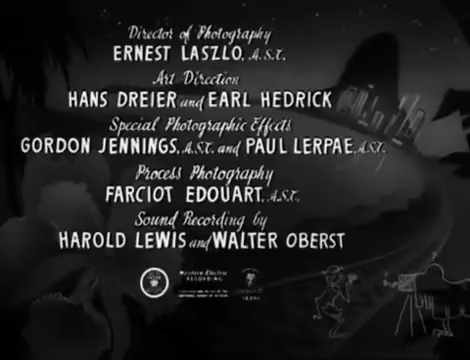 Director of Photography
ERNEST LASZLO, A.S.C.
Art Direction
HANS DREIER and EARL HEDRICK
Special Photographic Effects
GORDON JENNINGS, A.S.C. and PAUL LERPAE, A.S.C.
Process Photography
FARCIOT EDOUART, A.S.C.
Sound Recording by
HAROLD LEWIS and WALTER OBERST
Western Electric
RECORDING